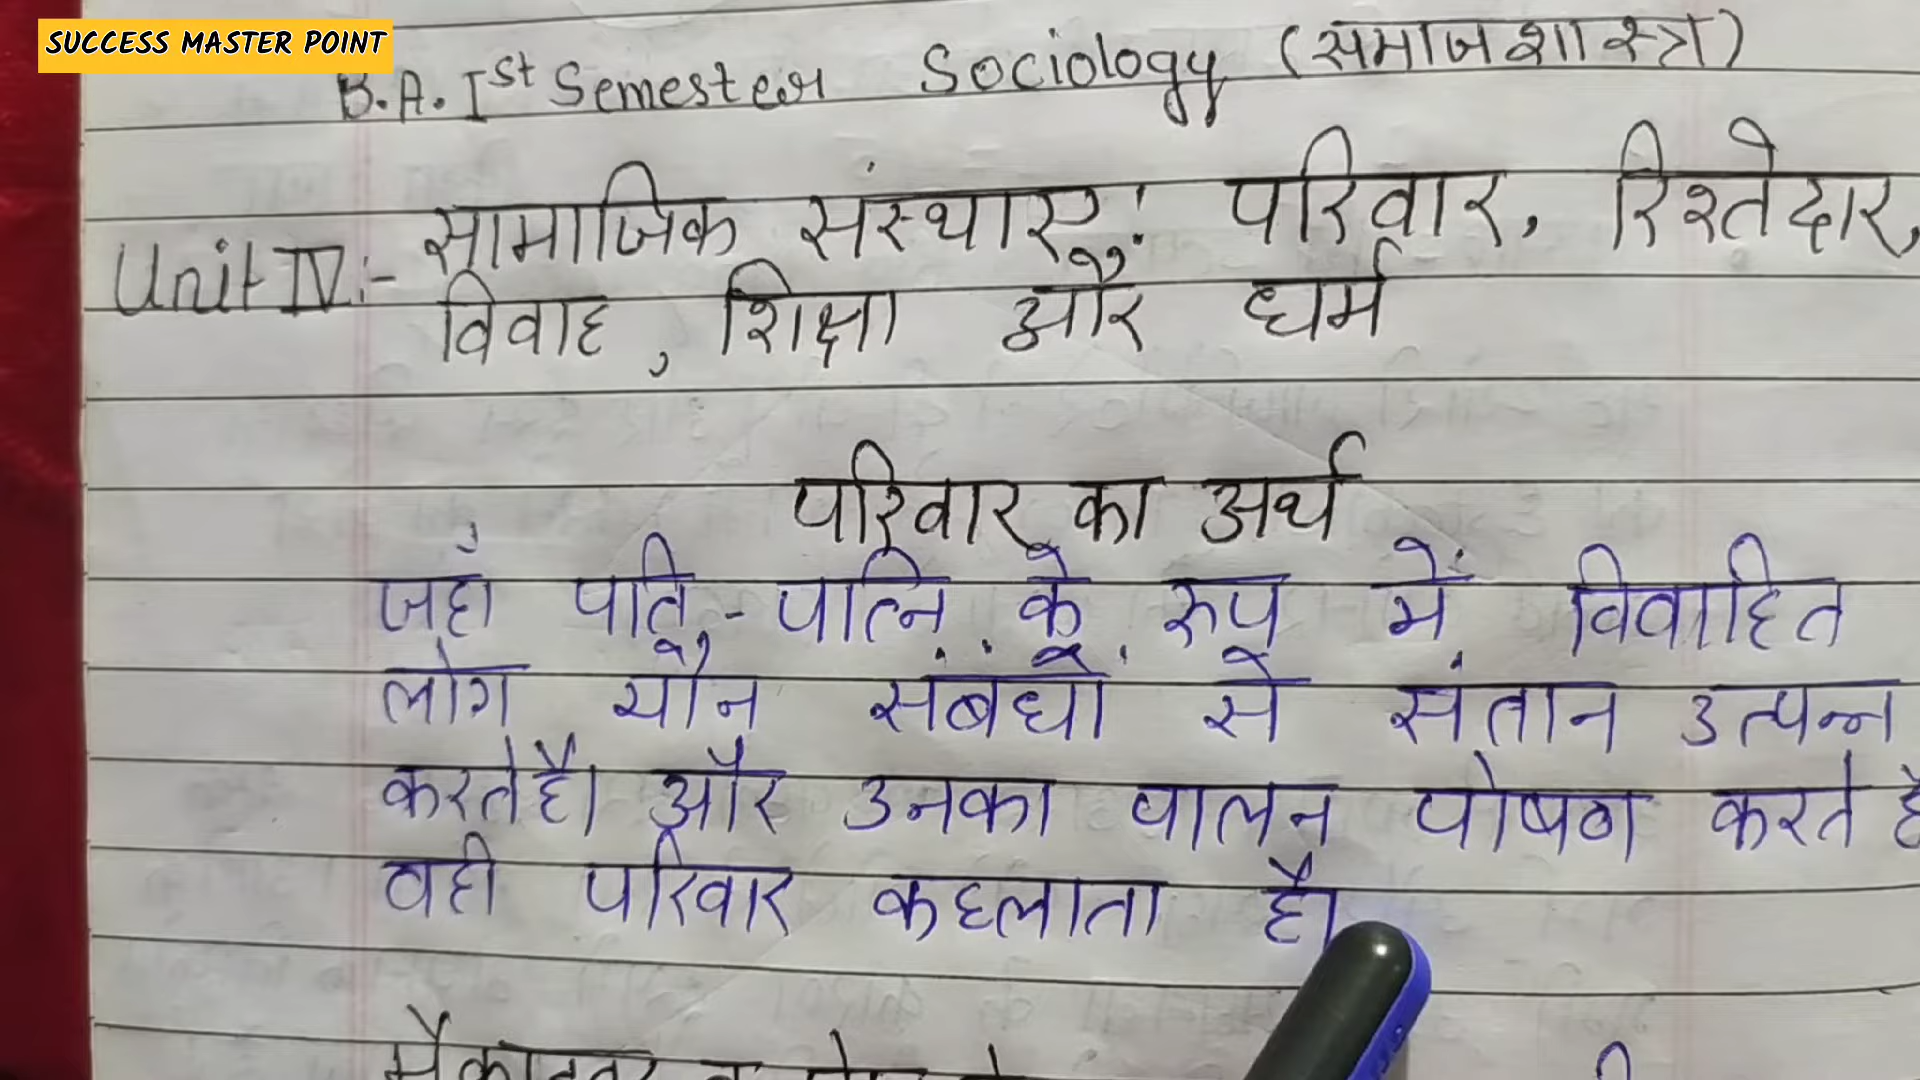 SUCCESS MASTER POINT
B.A. Ist Semester Sociology (समाजशास्त्र)
Unit IV:- सामाजिक संस्थाएँ: परिवार, रिश्तेदार,
विवाह, शिक्षा और धर्म
परिवार का अर्थ
जहां पति-पत्नि के रुप में विवाहित
लोग यौन संबंधों से संतान उत्पन्न
करते है। और उनका पालन पोषण करते है
वही परिवार कहलाता है।